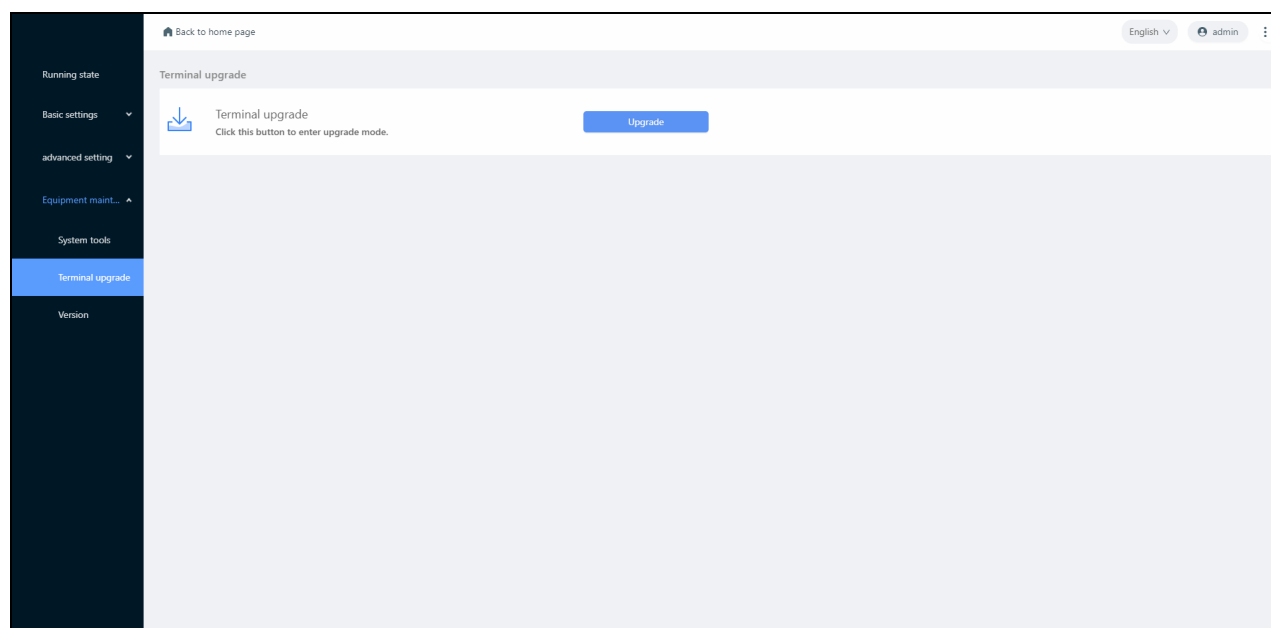 Back to home page
English
admin
Running state
Basic settings
advanced setting
Equipment maint...
System tools
Terminal upgrade
Version
Terminal upgrade
Terminal upgrade
Click this button to enter upgrade mode.
Upgrade